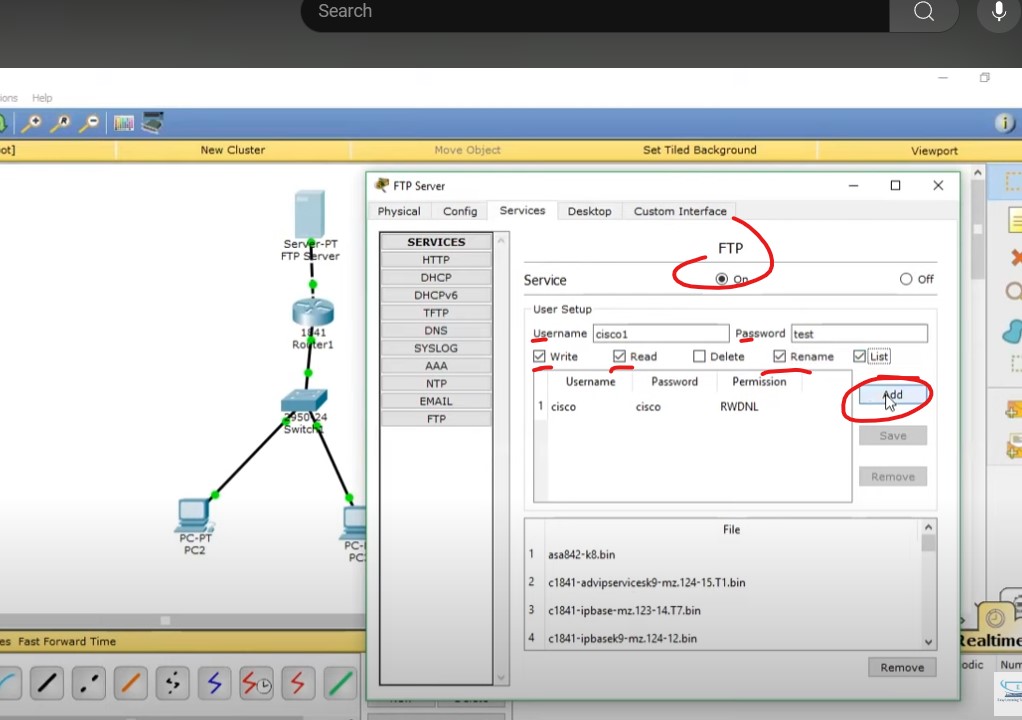 Search
ions Help
ot] New Cluster Move Object Set Tiled Background Viewport
FTP Server
Physical Config Services Desktop Custom Interface
SERVICES
HTTP
DHCP
DHCPv6
TFTP
DNS
SYSLOG
AAA
NTP
EMAIL
FTP
FTP
Service On Off
User Setup
Username cisco1 Password test
Write Read Delete Rename List
Username Password Permission
1 cisco cisco RWDNL
Add
Save
Remove
File
1 asa842-k8.bin
2 c1841-advipservicesk9-mz.124-15.T1.bin
3 c1841-ipbase-mz.123-14.T7.bin
4 c1841-ipbasek9-mz.124-12.bin
Remove
Server-PT
FTP Server
1841
Router1
2950-24
PC-PT
PC2
es Fast Forward Time
Realtime
odic Num